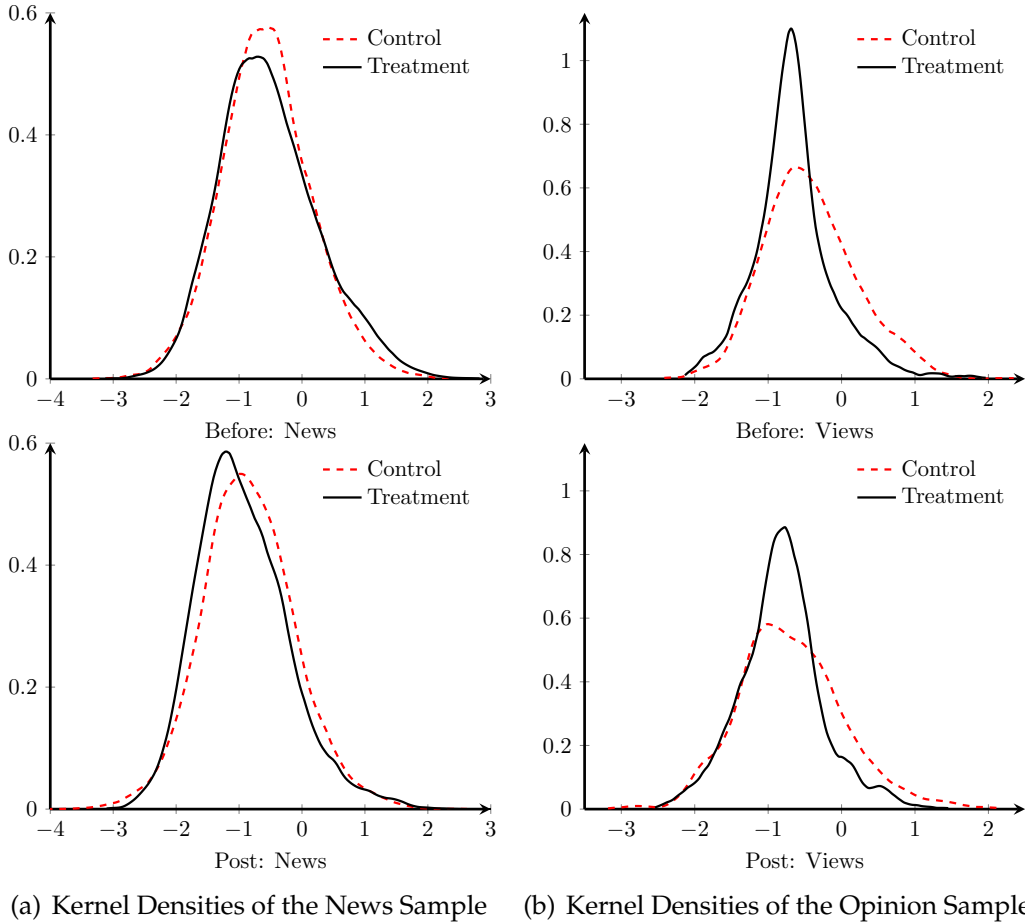 0.6
0.4
0.2
0
Control
Treatment
−4 −3 −2 −1 0 1 2 3
Before: News
1
0.8
0.6
0.4
0.2
0
Control
Treatment
−3 −2 −1 0 1 2
Before: Views
0.6
0.4
0.2
0
Control
Treatment
−4 −3 −2 −1 0 1 2 3
Post: News
1
0.8
0.6
0.4
0.2
0
Control
Treatment
−3 −2 −1 0 1 2
Post: Views
(a) Kernel Densities of the News Sample
(b) Kernel Densities of the Opinion Sample